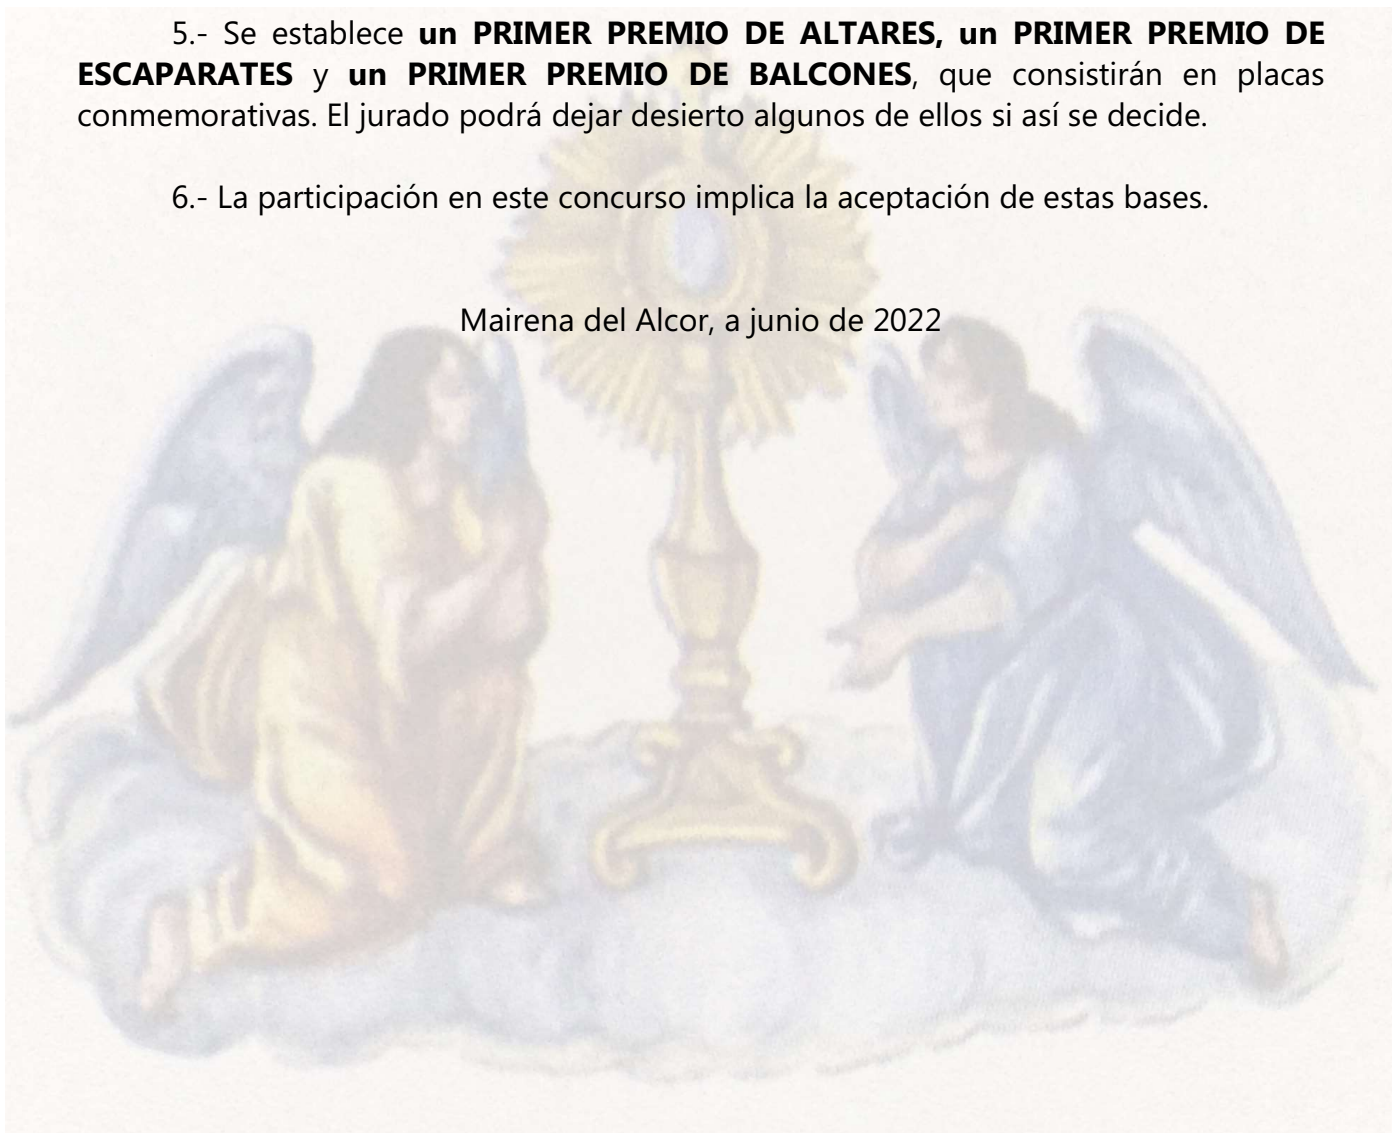 5.- Se establece un PRIMER PREMIO DE ALTARES, un PRIMER PREMIO DE
ESCAPARATES y un PRIMER PREMIO DE BALCONES, que consistirán en placas
conmemorativas. El jurado podrá dejar desierto algunos de ellos si así se decide.
6.- La participación en este concurso implica la aceptación de estas bases.
Mairena del Alcor, a junio de 2022